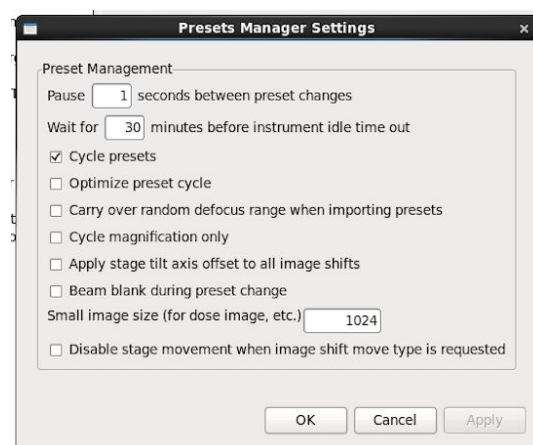 Presets Manager Settings
Preset Management
Pause 1 seconds between preset changes
Wait for 30 minutes before instrument idle time out
Cycle presets
Optimize preset cycle
Carry over random defocus range when importing presets
Cycle magnification only
Apply stage tilt axis offset to all image shifts
Beam blank during preset change
Small image size (for dose image, etc.) 1024
Disable stage movement when image shift move type is requested
OK Cancel Apply